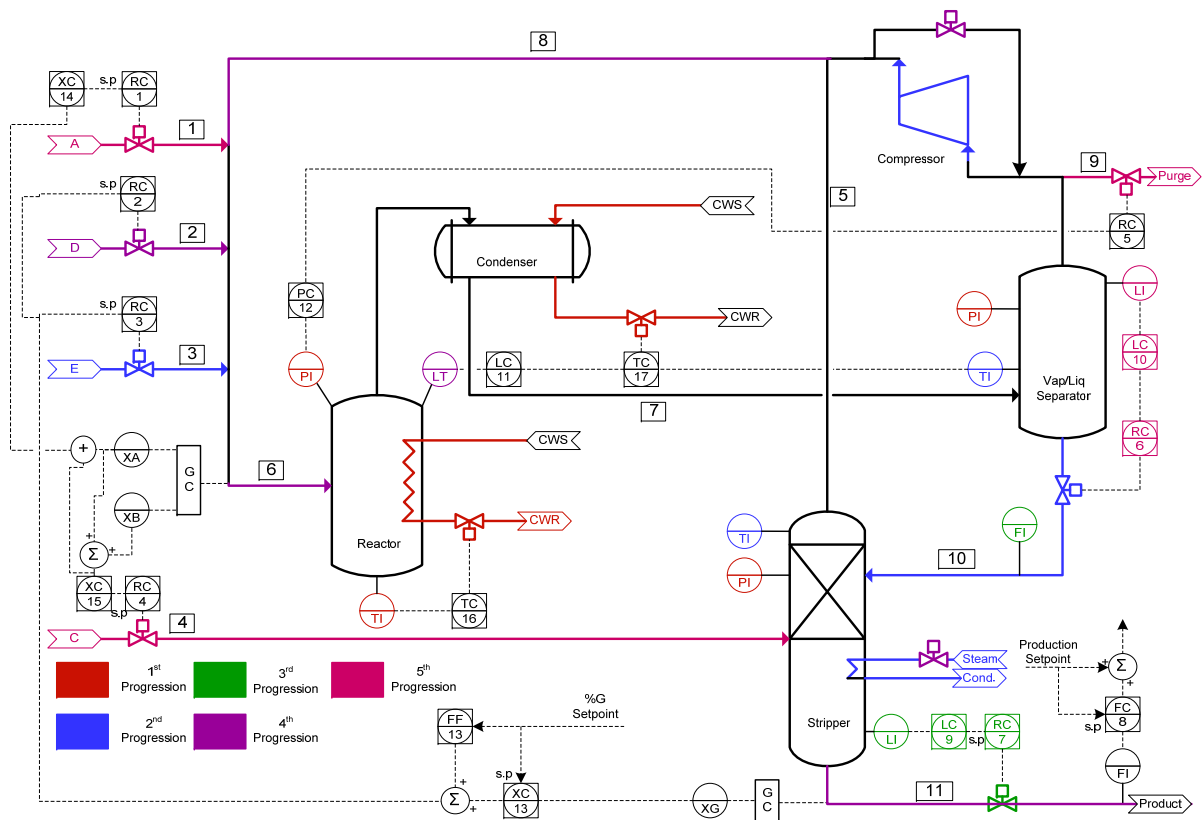 8
XC
14
s.p
RC
1
1
A
Compressor
9
Purge
s.p
RC
2
2
D
5
RC
5
7
CWS
Condenser
s.p
RC
3
3
E
PC
12
CWR
PI
LT
LC
11
TC
17
PI
TI
LI
LC
10
Vap/Liq
Separator
7
RC
6
CWS
+
XA
G
C
XB
+
+
Σ
6
Reactor
CWR
TI
TC
16
TI
PI
FI
10
XC
15
s.p
RC
4
4
C
1st
Progression
3rd
Progression
5th
Progression
2nd
Progression
4th
Progression
Steam
Cond.
Stripper
Production
Setpoint
+
Σ
+
FC
8
s.p
FI
%G
Setpoint
FF
13
+
Σ
+
s.p
XC
13
XG
G
C
LI
LC
9
s.p
RC
7
11
Product